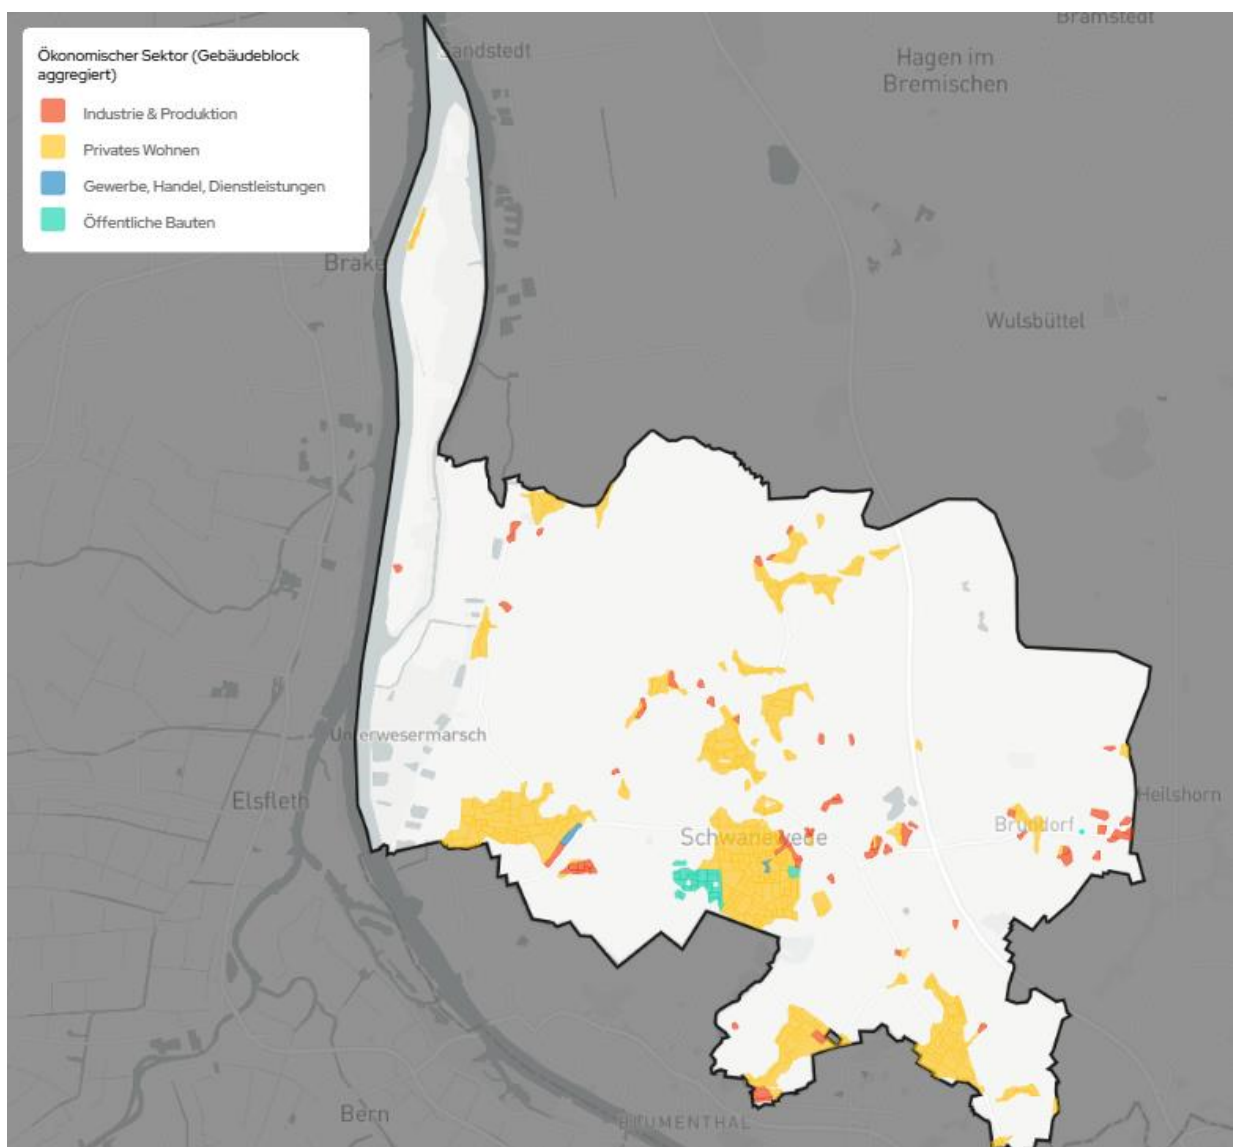 Bramstedt
Sandstedt
Hagen im
Bremischen
Ökonomischer Sektor (Gebäudeblock
aggregiert)
Industrie & Produktion
Privates Wohnen
Gewerbe, Handel, Dienstleistungen
Öffentliche Bauten
Brake
Wulsbüttel
Unterwesermarsch
Elsfleth
Heilshorn
Schwanewede
Brundorf
Bern
BLUMENTHAL